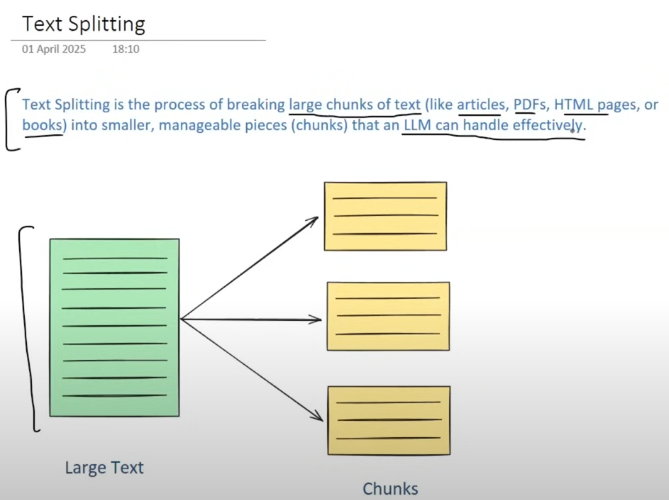 Text Splitting
01 April 2025 18:10
Text Splitting is the process of breaking large chunks of text (like articles, PDFs, HTML pages, or
books) into smaller, manageable pieces (chunks) that an LLM can handle effectively.
Large Text
Chunks